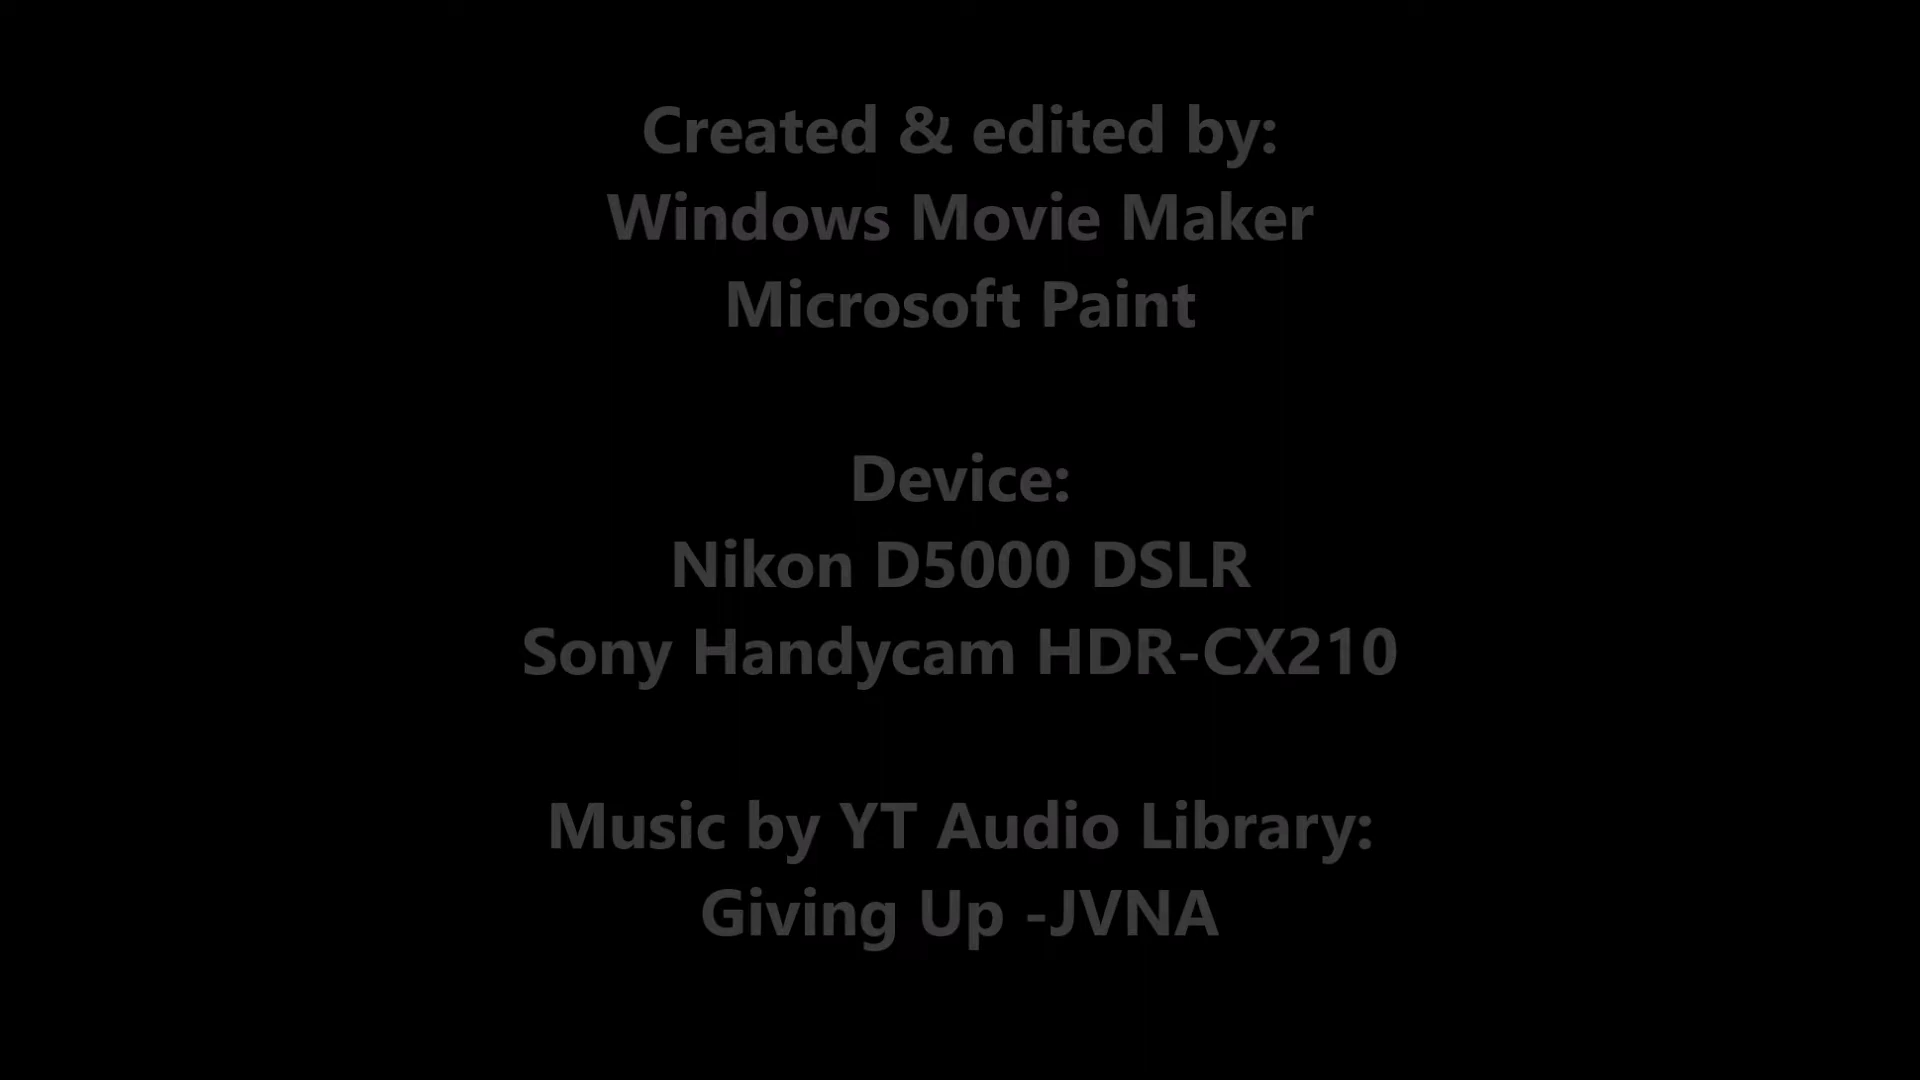 Created & edited by:
Windows Movie Maker
Microsoft Paint
Device:
Nikon D5000 DSLR
Sony Handycam HDR-CX210
Music by YT Audio Library:
Giving Up -JVNA